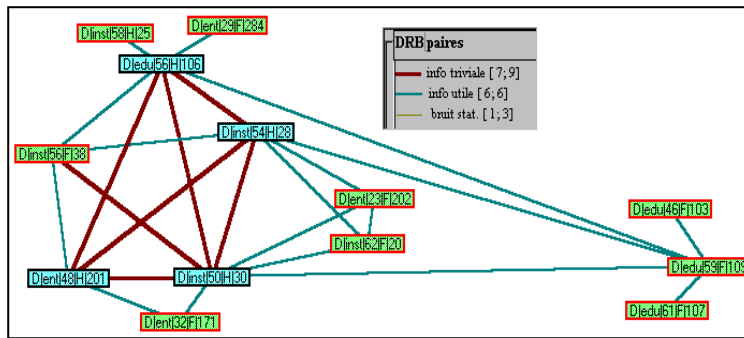 D|ent|29|F|284
D|inst|58|H|25
DRB paires
D|edu|56|H|106
info triviale [ 7; 9]
info utile [ 6; 6]
bruit stat. [ 1; 3]
D|inst|54|H|28
D|inst|56|F|38
D|ent|23|F|202
D|edu|46|F|103
D|inst|62|F|20
D|edu|59|F|109
D|ent|48|H|201
D|inst|50|H|30
D|edu|61|F|107
D|ent|32|F|171